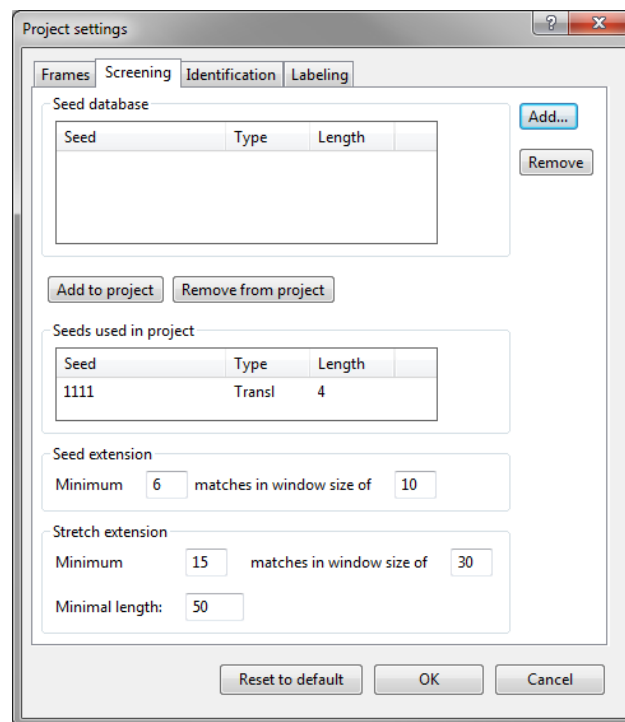 Project settings
?
Frames Screening Identification Labeling
Seed database
Add...
Seed Type Length
Remove
Add to project Remove from project
Seeds used in project
Seed Type Length
1111 Transl 4
Seed extension
Minimum 6 matches in window size of 10
Stretch extension
Minimum 15 matches in window size of 30
Minimal length: 50
Reset to default OK Cancel